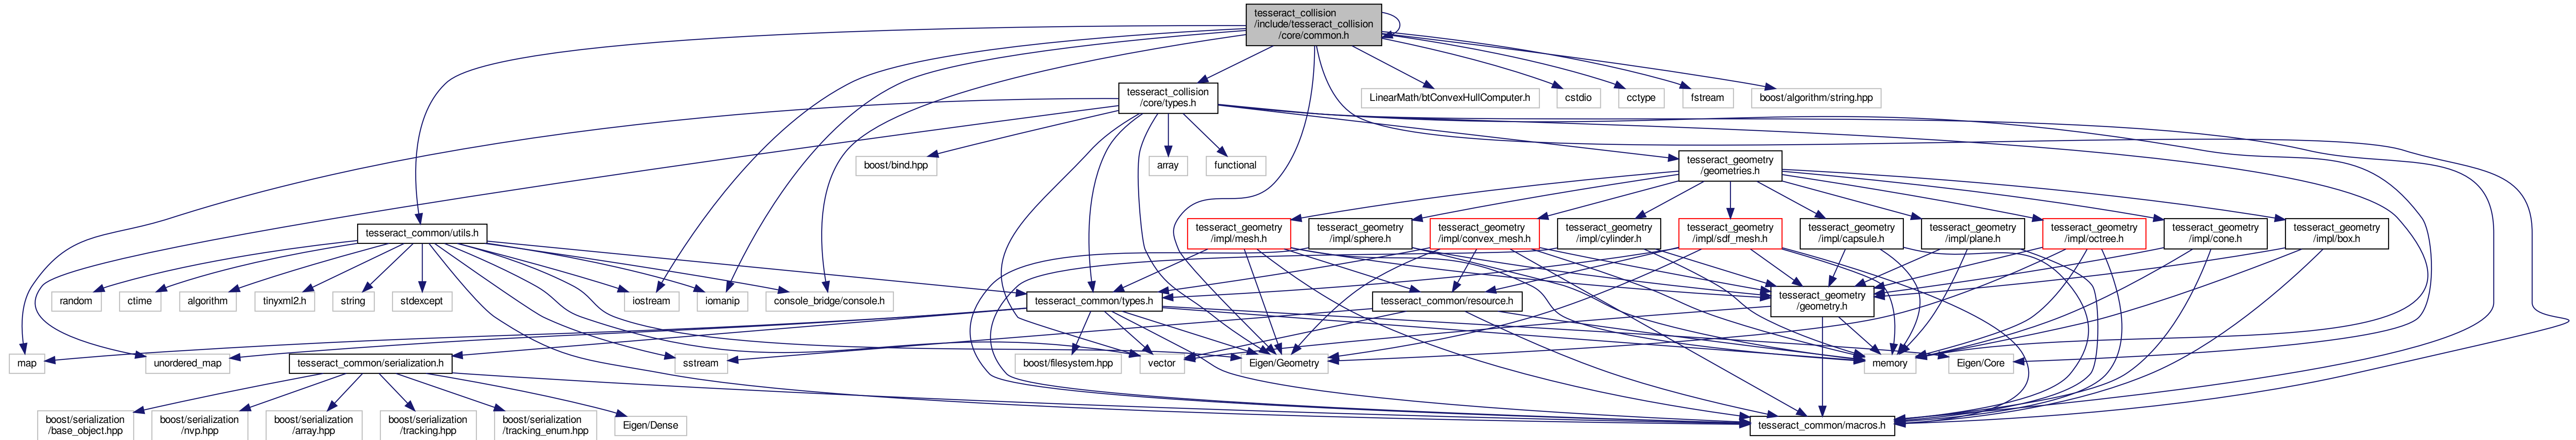 tesseract_collision
/include/tesseract_collision
/core/common.h
tesseract_collision
/core/types.h
LinearMath/btConvexHullComputer.h
cstdio
cctype
fstream
boost/algorithm/string.hpp
boost/bind.hpp
array
functional
tesseract_geometry
/geometries.h
tesseract_common/utils.h
tesseract_geometry
/impl/mesh.h
tesseract_geometry
/impl/sphere.h
tesseract_geometry
/impl/convex_mesh.h
tesseract_geometry
/impl/cylinder.h
tesseract_geometry
/impl/sdf_mesh.h
tesseract_geometry
/impl/capsule.h
tesseract_geometry
/impl/plane.h
tesseract_geometry
/impl/octree.h
tesseract_geometry
/impl/cone.h
tesseract_geometry
/impl/box.h
random
ctime
algorithm
tinyxml2.h
string
stdexcept
iostream
iomanip
console_bridge/console.h
tesseract_common/types.h
tesseract_common/resource.h
tesseract_geometry
/geometry.h
map
unordered_map
tesseract_common/serialization.h
sstream
boost/filesystem.hpp
vector
Eigen/Geometry
memory
Eigen/Core
boost/serialization
/base_object.hpp
boost/serialization
/nvp.hpp
boost/serialization
/array.hpp
boost/serialization
/tracking.hpp
boost/serialization
/tracking_enum.hpp
Eigen/Dense
tesseract_common/macros.h